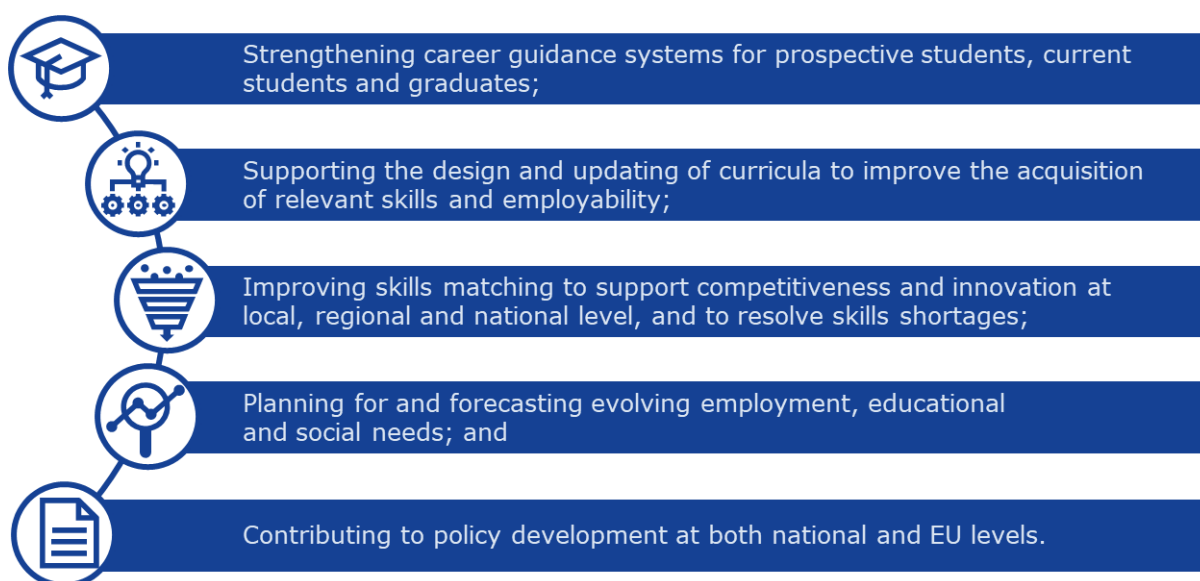 Strengthening career guidance systems for prospective students, current
students and graduates;
Supporting the design and updating of curricula to improve the acquisition
of relevant skills and employability;
Improving skills matching to support competitiveness and innovation at
local, regional and national level, and to resolve skills shortages;
Planning for and forecasting evolving employment, educational
and social needs; and
Contributing to policy development at both national and EU levels.